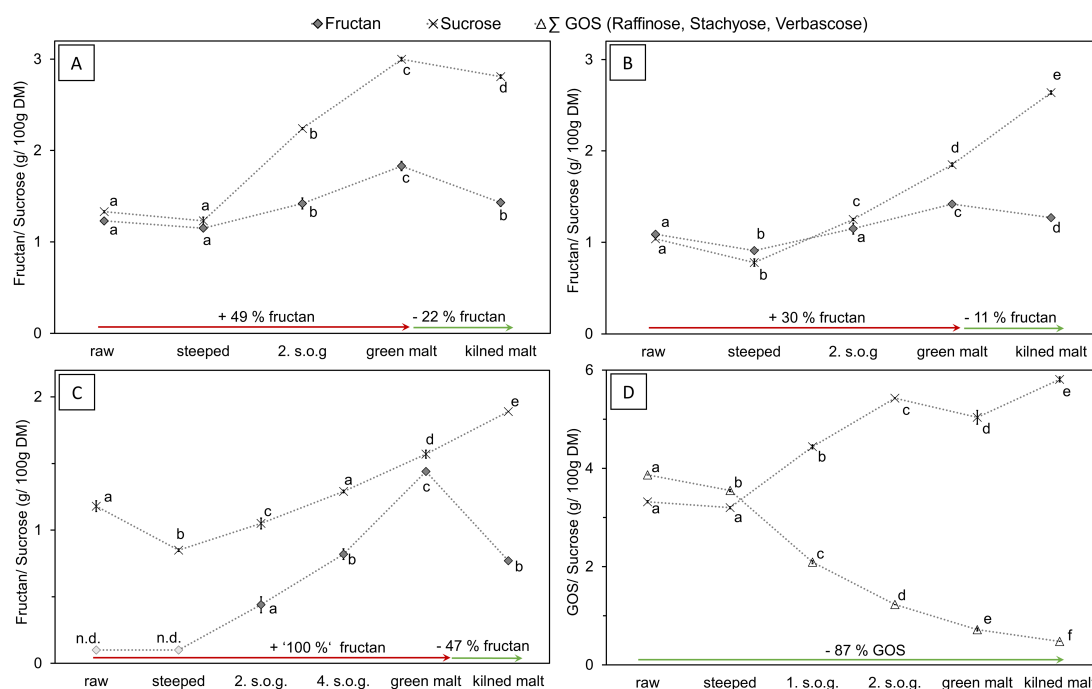 Fructan Sucrose ∑ GOS (Raffinose, Stachyose, Verbascose)
A
Fructan/ Sucrose (g/ 100g DM)
3
2
1
0
a
a
a
a
b
b
c
c
d
b
+ 49 % fructan
- 22 % fructan
raw steeped 2. s.o.g green malt kilned malt
B
Fructan/ Sucrose (g/ 100g DM)
3
2
1
0
a
a
b
b
c
a
d
c
e
d
+ 30 % fructan
- 11 % fructan
raw steeped 2. s.o.g green malt kilned malt
C
Fructan/ Sucrose (g/ 100g DM)
2
1
0
a
n.d.
b
n.d.
c
a
a
b
d
c
e
b
+ ‘100 %‘ fructan
- 47 % fructan
raw steeped 2. s.o.g. 4. s.o.g. green malt kilned malt
D
GOS/ Sucrose (g/ 100g DM)
6
4
2
0
a
a
b
a
b
c
c
d
d
e
e
f
- 87 % GOS
raw steeped 1. s.o.g. 2. s.o.g. green malt kilned malt